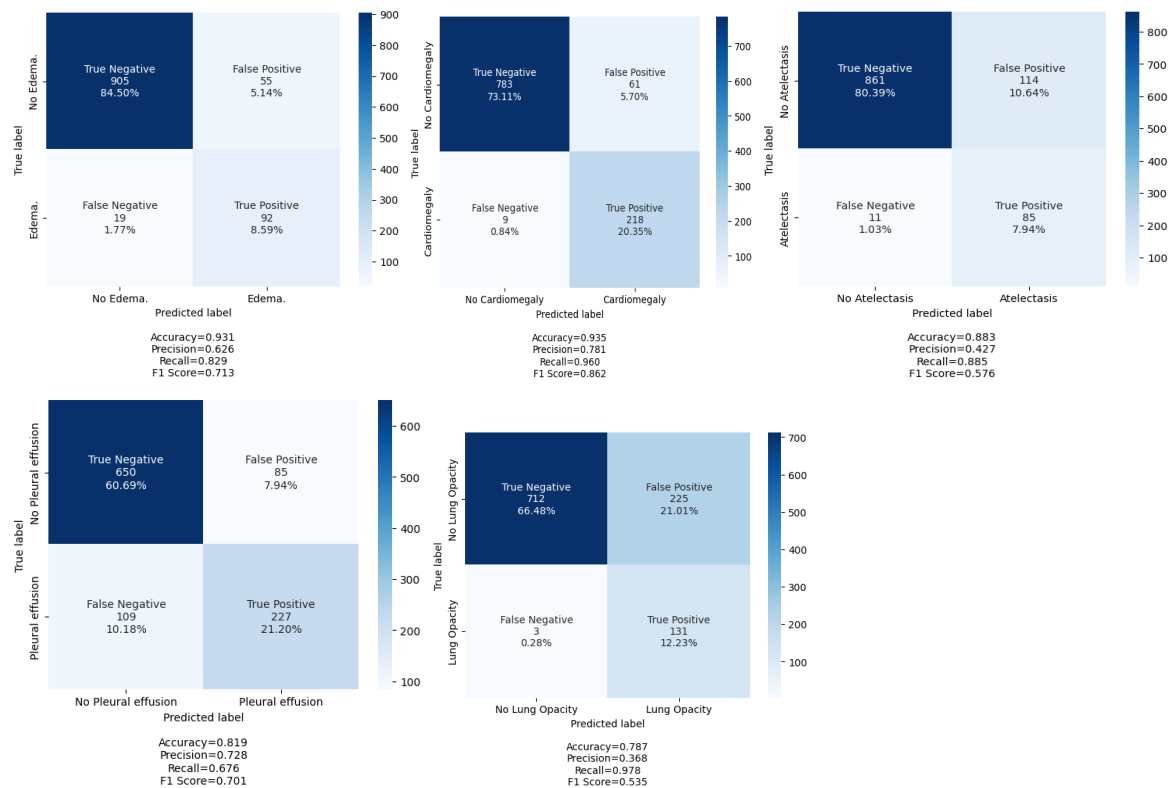 True Negative
905
84.50%
False Positive
55
5.14%
False Negative
19
1.77%
True Positive
92
8.59%
No Edema.
Edema.
True label
No Edema.
Edema.
Predicted label
900
800
700
600
500
400
300
200
100
Accuracy=0.931
Precision=0.626
Recall=0.829
F1 Score=0.713
True Negative
783
73.11%
False Positive
61
5.70%
False Negative
9
0.84%
True Positive
218
20.35%
No Cardiomegaly
Cardiomegaly
True label
No Cardiomegaly
Cardiomegaly
Predicted label
700
600
500
400
300
200
100
Accuracy=0.935
Precision=0.781
Recall=0.960
F1 Score=0.862
True Negative
861
80.39%
False Positive
114
10.64%
False Negative
11
1.03%
True Positive
85
7.94%
No Atelectasis
Atelectasis
True label
No Atelectasis
Atelectasis
Predicted label
800
700
600
500
400
300
200
100
Accuracy=0.883
Precision=0.427
Recall=0.885
F1 Score=0.576
True Negative
650
60.69%
False Positive
85
7.94%
False Negative
109
10.18%
True Positive
227
21.20%
No Pleural effusion
Pleural effusion
True label
No Pleural effusion
Pleural effusion
Predicted label
600
500
400
300
200
100
Accuracy=0.819
Precision=0.728
Recall=0.676
F1 Score=0.701
True Negative
712
66.48%
False Positive
225
21.01%
False Negative
3
0.28%
True Positive
131
12.23%
No Lung Opacity
Lung Opacity
True label
No Lung Opacity
Lung Opacity
Predicted label
700
600
500
400
300
200
100
Accuracy=0.787
Precision=0.368
Recall=0.978
F1 Score=0.535